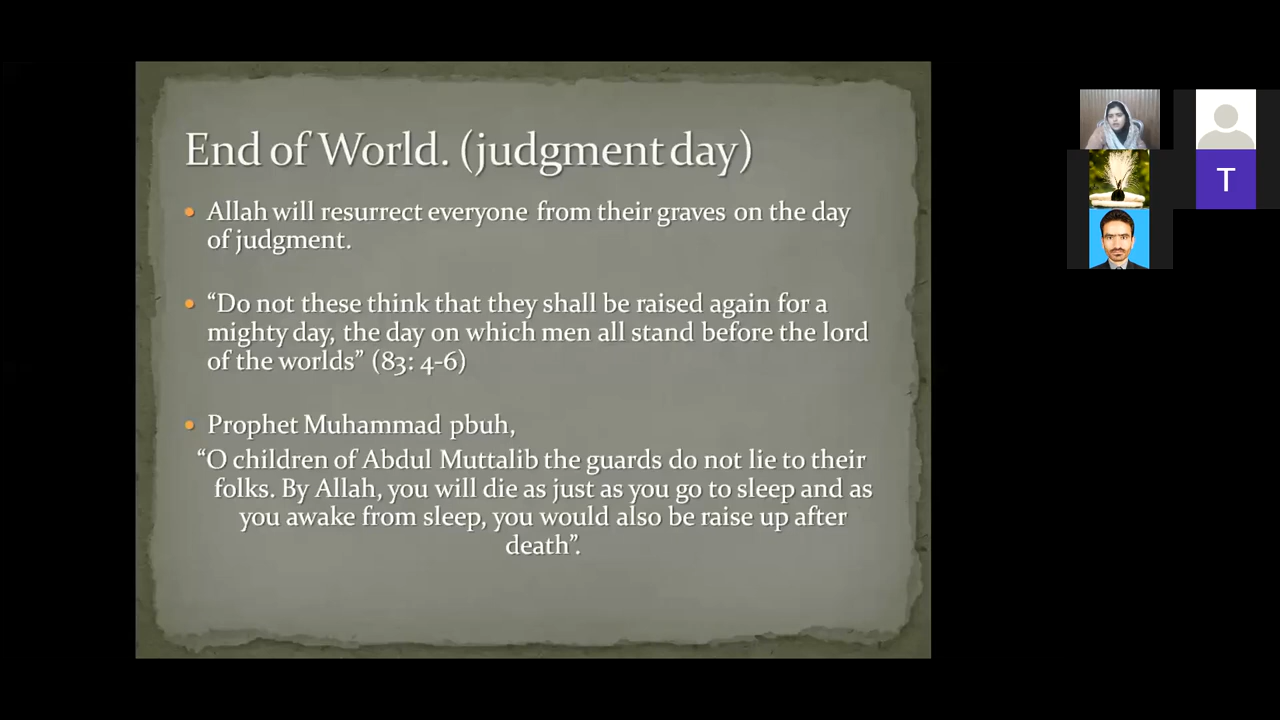 End of World. (judgment day)
• Allah will resurrect everyone from their graves on the day
of judgment.
• “Do not these think that they shall be raised again for a
mighty day, the day on which men all stand before the lord
of the worlds” (83: 4-6)
• Prophet Muhammad pbuh,
“O children of Abdul Muttalib the guards do not lie to their
folks. By Allah, you will die as just as you go to sleep and as
you awake from sleep, you would also be raise up after
death”.
T